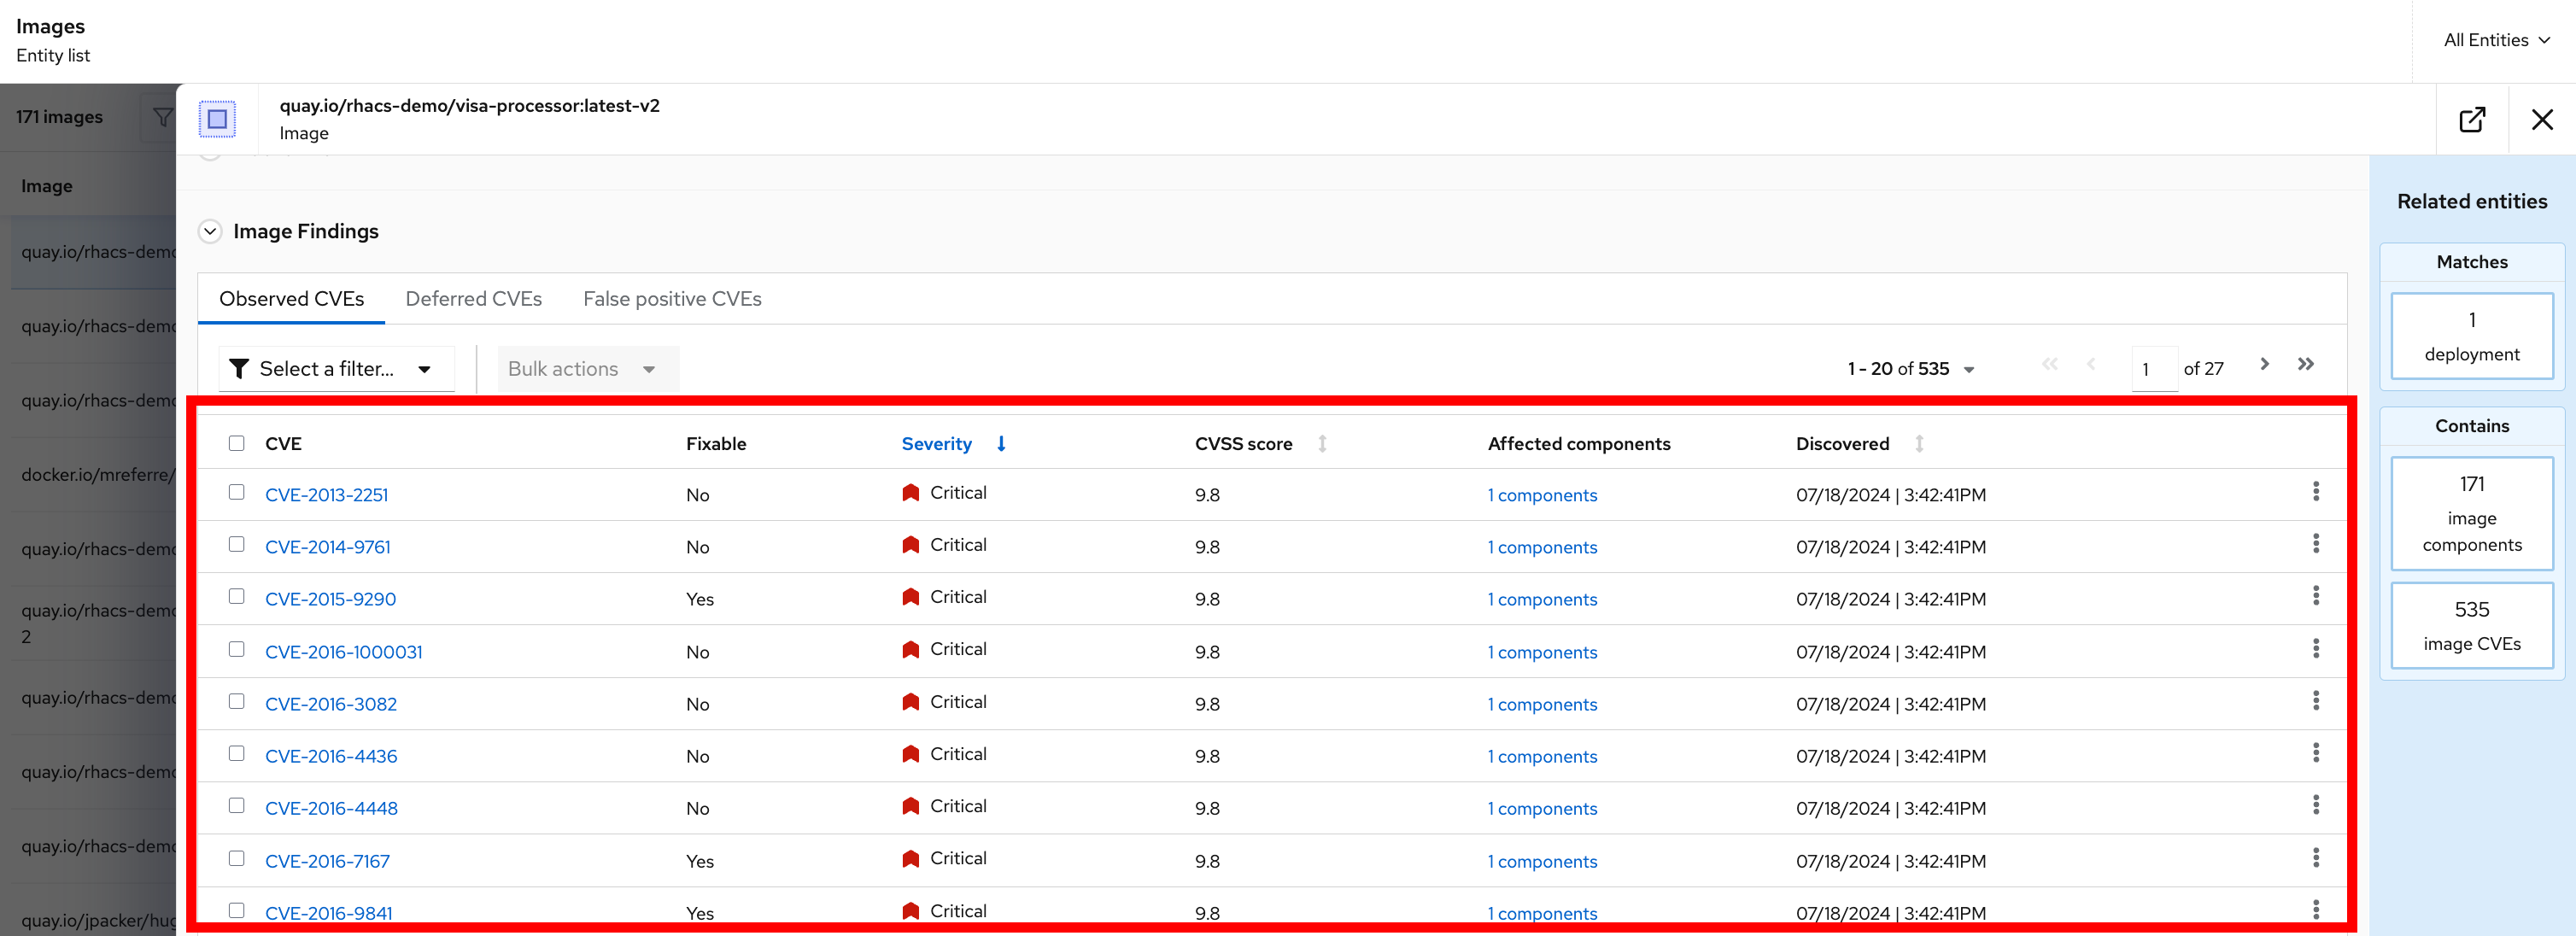 Images
Entity list
All Entities
171 images
Image
quay.io/rhacs-demo
quay.io/rhacs-demo
quay.io/rhacs-demo
docker.io/mreferre/
quay.io/rhacs-demo
quay.io/rhacs-demo
2
quay.io/rhacs-demo
quay.io/rhacs-demo
quay.io/rhacs-demo
quay.io/jpacker/hug
quay.io/rhacs-demo/visa-processor:latest-v2
Image
Image Findings
Observed CVEs Deferred CVEs False positive CVEs
Select a filter... Bulk actions 1 - 20 of 535 1 of 27
CVE Fixable Severity CVSS score Affected components Discovered
CVE-2013-2251 No Critical 9.8 1 components 07/18/2024 | 3:42:41PM
CVE-2014-9761 No Critical 9.8 1 components 07/18/2024 | 3:42:41PM
CVE-2015-9290 Yes Critical 9.8 1 components 07/18/2024 | 3:42:41PM
CVE-2016-1000031 No Critical 9.8 1 components 07/18/2024 | 3:42:41PM
CVE-2016-3082 No Critical 9.8 1 components 07/18/2024 | 3:42:41PM
CVE-2016-4436 No Critical 9.8 1 components 07/18/2024 | 3:42:41PM
CVE-2016-4448 No Critical 9.8 1 components 07/18/2024 | 3:42:41PM
CVE-2016-7167 Yes Critical 9.8 1 components 07/18/2024 | 3:42:41PM
CVE-2016-9841 Yes Critical 9.8 1 components 07/18/2024 | 3:42:41PM
Related entities
Matches
1
deployment
Contains
171
image
components
535
image CVEs